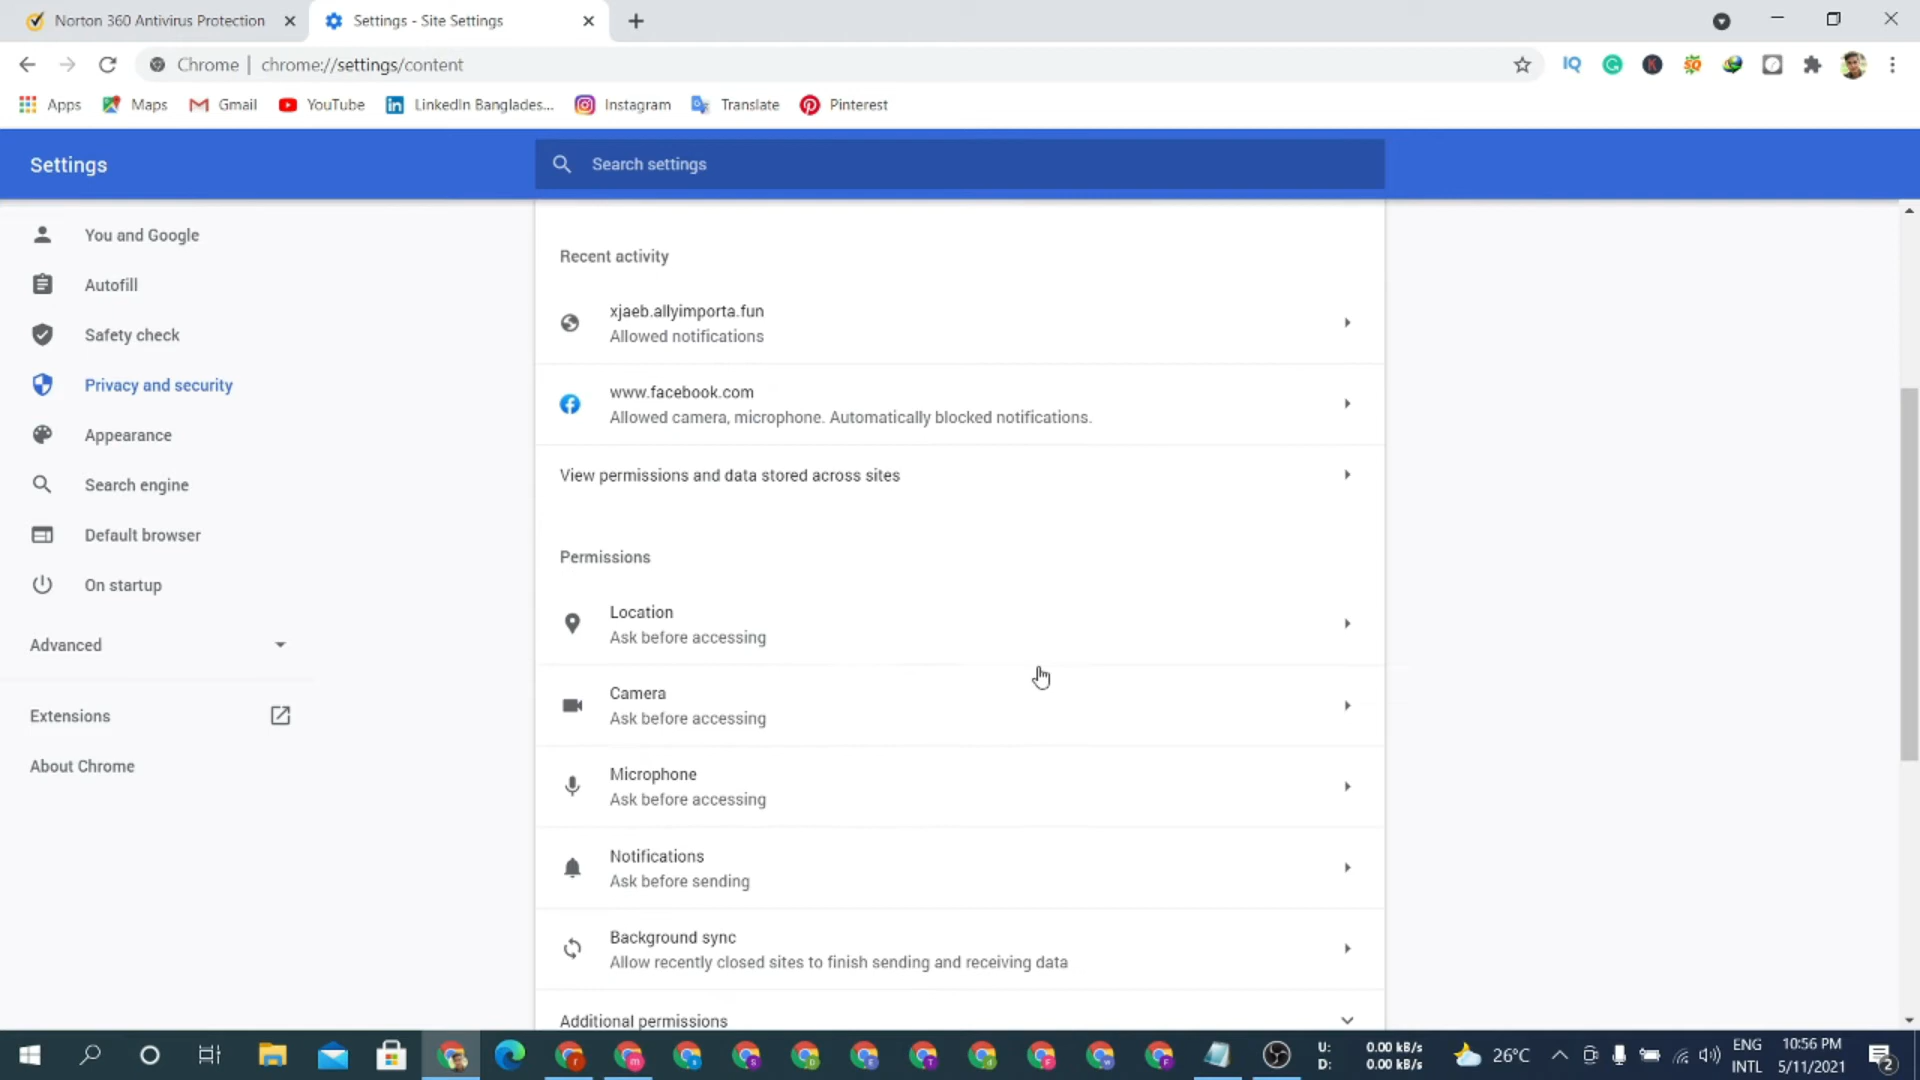 Norton 360 Antivirus Protection
Settings - Site Settings
Chrome | chrome://settings/content
Apps
Maps
Gmail
YouTube
LinkedIn Banglades...
Instagram
Translate
Pinterest
Settings
Search settings
You and Google
Autofill
Safety check
Privacy and security
Appearance
Search engine
Default browser
On startup
Advanced
Extensions
About Chrome
Recent activity
xjaeb.allyimporta.fun
Allowed notifications
www.facebook.com
Allowed camera, microphone. Automatically blocked notifications.
View permissions and data stored across sites
Permissions
Location
Ask before accessing
Camera
Ask before accessing
Microphone
Ask before accessing
Notifications
Ask before sending
Background sync
Allow recently closed sites to finish sending and receiving data
Additional permissions
U: 0.00 kB/s
D: 0.00 kB/s
26°C
ENG
INTL
10:56 PM
5/11/2021
2